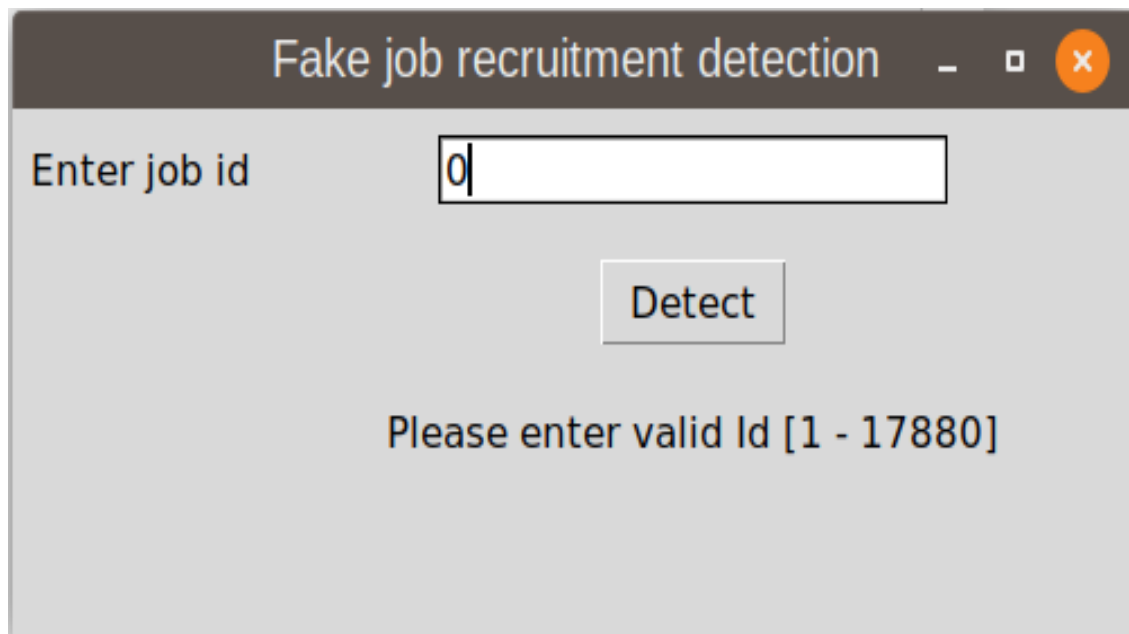 Fake job recruitment detection
Enter job id 0
Detect
Please enter valid Id [1 - 17880]